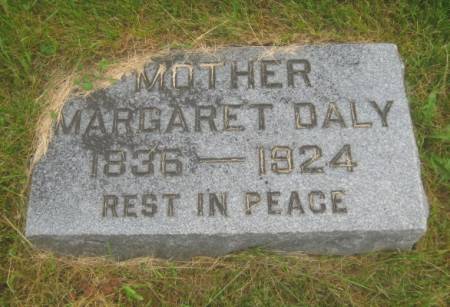 MOTHER
MARGARET DALY
1836 — 1924
REST IN PEACE